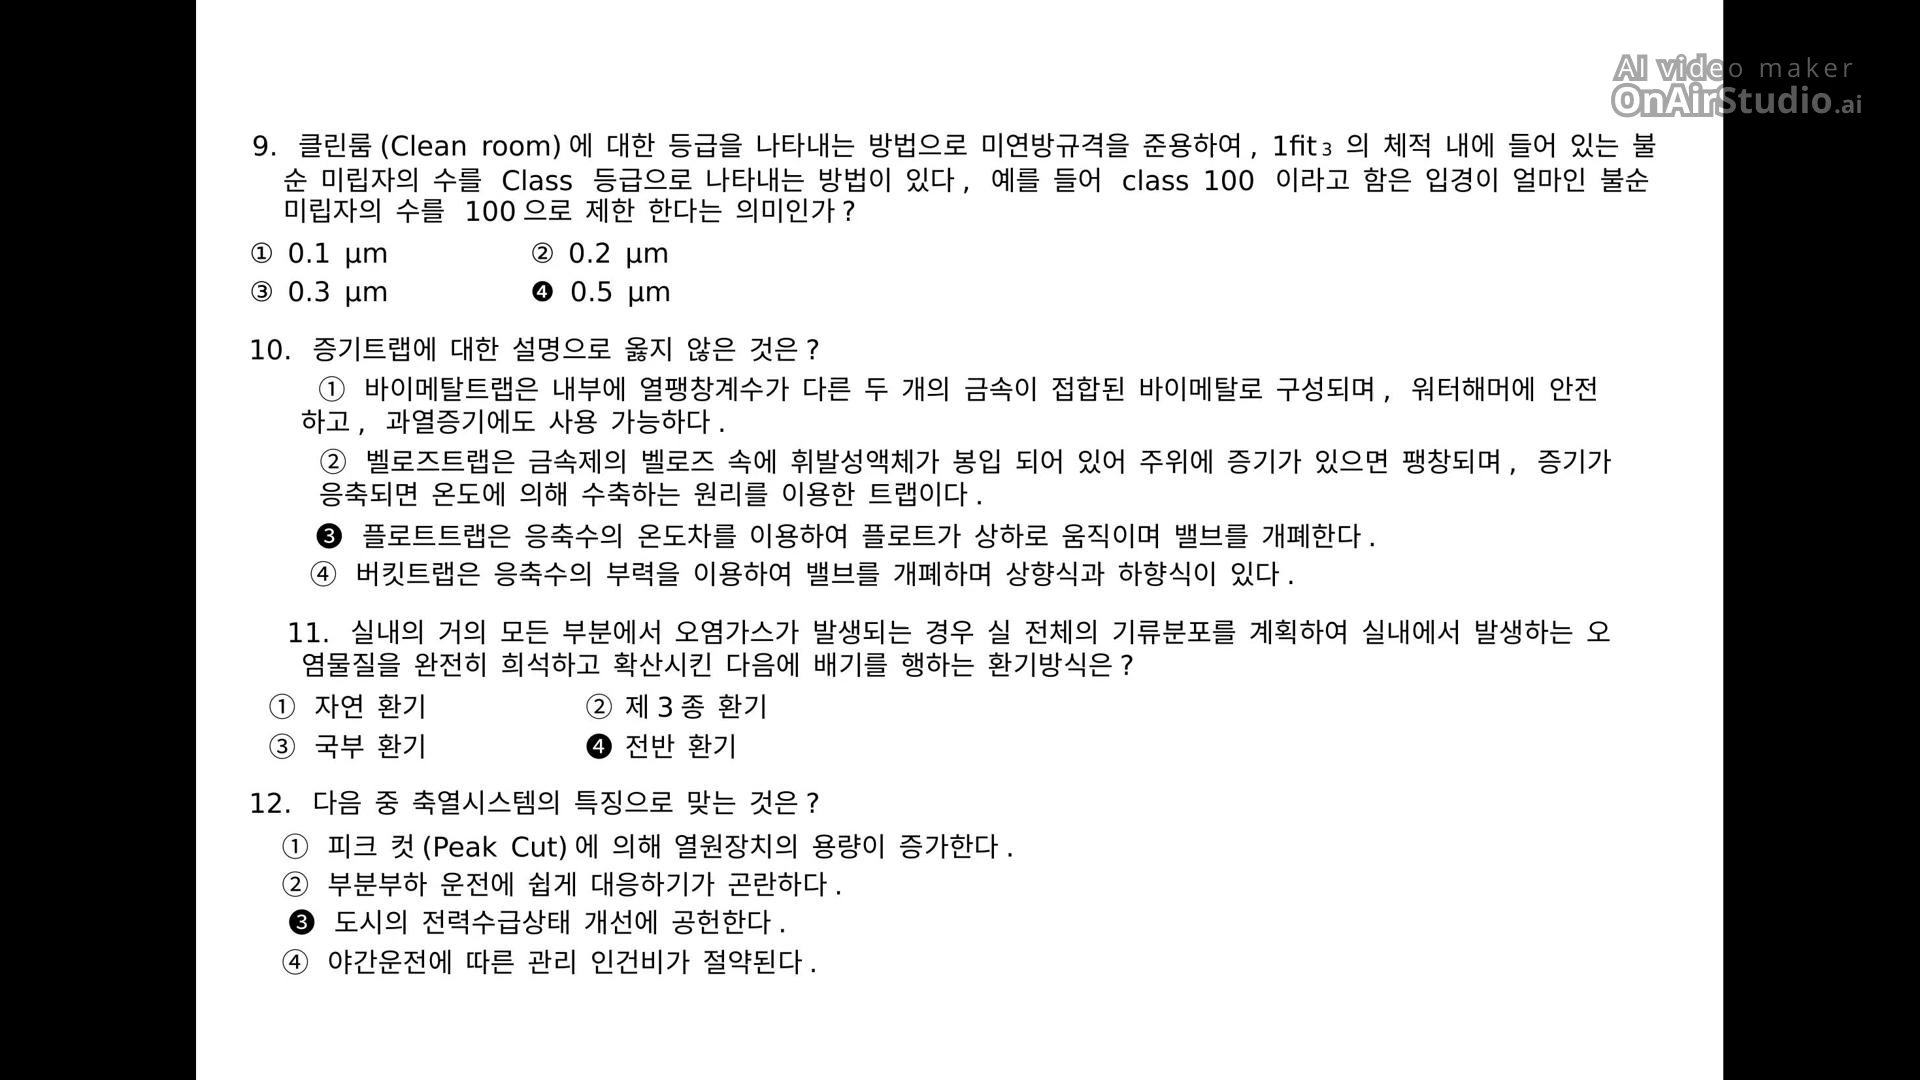 AI video maker
OnAirStudio.ai
9. 클린룸 (Clean room) 에 대한 등급을 나타내는 방법으로 미연방규격을 준용하여 , 1fit3 의 체적 내에 들어 있는 불
순 미립자의 수를 Class 등급으로 나타내는 방법이 있다 , 예를 들어 class 100 이라고 함은 입경이 얼마인 불순
미립자의 수를 100 으로 제한 한다는 의미인가 ?
① 0.1 μm ② 0.2 μm
③ 0.3 μm ❹ 0.5 μm
10. 증기트랩에 대한 설명으로 옳지 않은 것은 ?
① 바이메탈트랩은 내부에 열팽창계수가 다른 두 개의 금속이 접합된 바이메탈로 구성되며 , 워터해머에 안전
하고 , 과열증기에도 사용 가능하다 .
② 벨로즈트랩은 금속제의 벨로즈 속에 휘발성액체가 봉입 되어 있어 주위에 증기가 있으면 팽창되며 , 증기가
응축되면 온도에 의해 수축하는 원리를 이용한 트랩이다 .
❸ 플로트트랩은 응축수의 온도차를 이용하여 플로트가 상하로 움직이며 밸브를 개폐한다 .
④ 버킷트랩은 응축수의 부력을 이용하여 밸브를 개폐하며 상향식과 하향식이 있다 .
11. 실내의 거의 모든 부분에서 오염가스가 발생되는 경우 실 전체의 기류분포를 계획하여 실내에서 발생하는 오
염물질을 완전히 희석하고 확산시킨 다음에 배기를 행하는 환기방식은 ?
① 자연 환기 ② 제 3 종 환기
③ 국부 환기 ❹ 전반 환기
12. 다음 중 축열시스템의 특징으로 맞는 것은 ?
① 피크 컷 (Peak Cut) 에 의해 열원장치의 용량이 증가한다 .
② 부분부하 운전에 쉽게 대응하기가 곤란하다 .
❸ 도시의 전력수급상태 개선에 공헌한다 .
④ 야간운전에 따른 관리 인건비가 절약된다 .